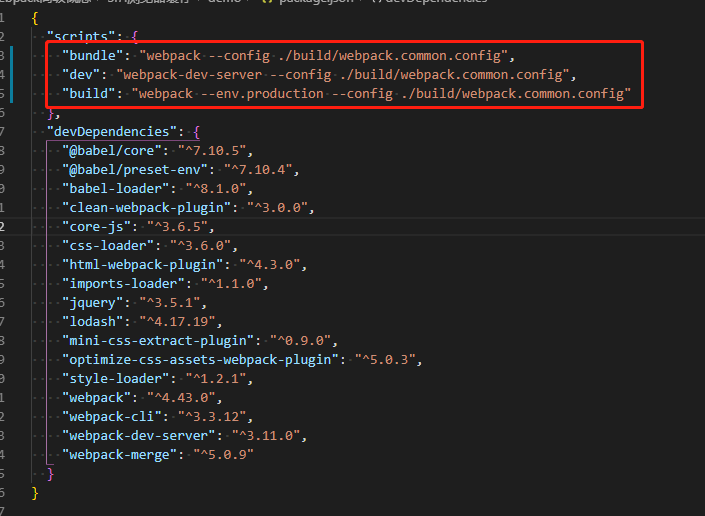 demo package.json devDependencies
{
"scripts": {
"bundle": "webpack --config ./build/webpack.common.config",
"dev": "webpack-dev-server --config ./build/webpack.common.config",
"build": "webpack --env.production --config ./build/webpack.common.config"
},
"devDependencies": {
"@babel/core": "^7.10.5",
"@babel/preset-env": "^7.10.4",
"babel-loader": "^8.1.0",
"clean-webpack-plugin": "^3.0.0",
"core-js": "^3.6.5",
"css-loader": "^3.6.0",
"html-webpack-plugin": "^4.3.0",
"imports-loader": "^1.1.0",
"jquery": "^3.5.1",
"lodash": "^4.17.19",
"mini-css-extract-plugin": "^0.9.0",
"optimize-css-assets-webpack-plugin": "^5.0.3",
"style-loader": "^1.2.1",
"webpack": "^4.43.0",
"webpack-cli": "^3.3.12",
"webpack-dev-server": "^3.11.0",
"webpack-merge": "^5.0.9"
}
}